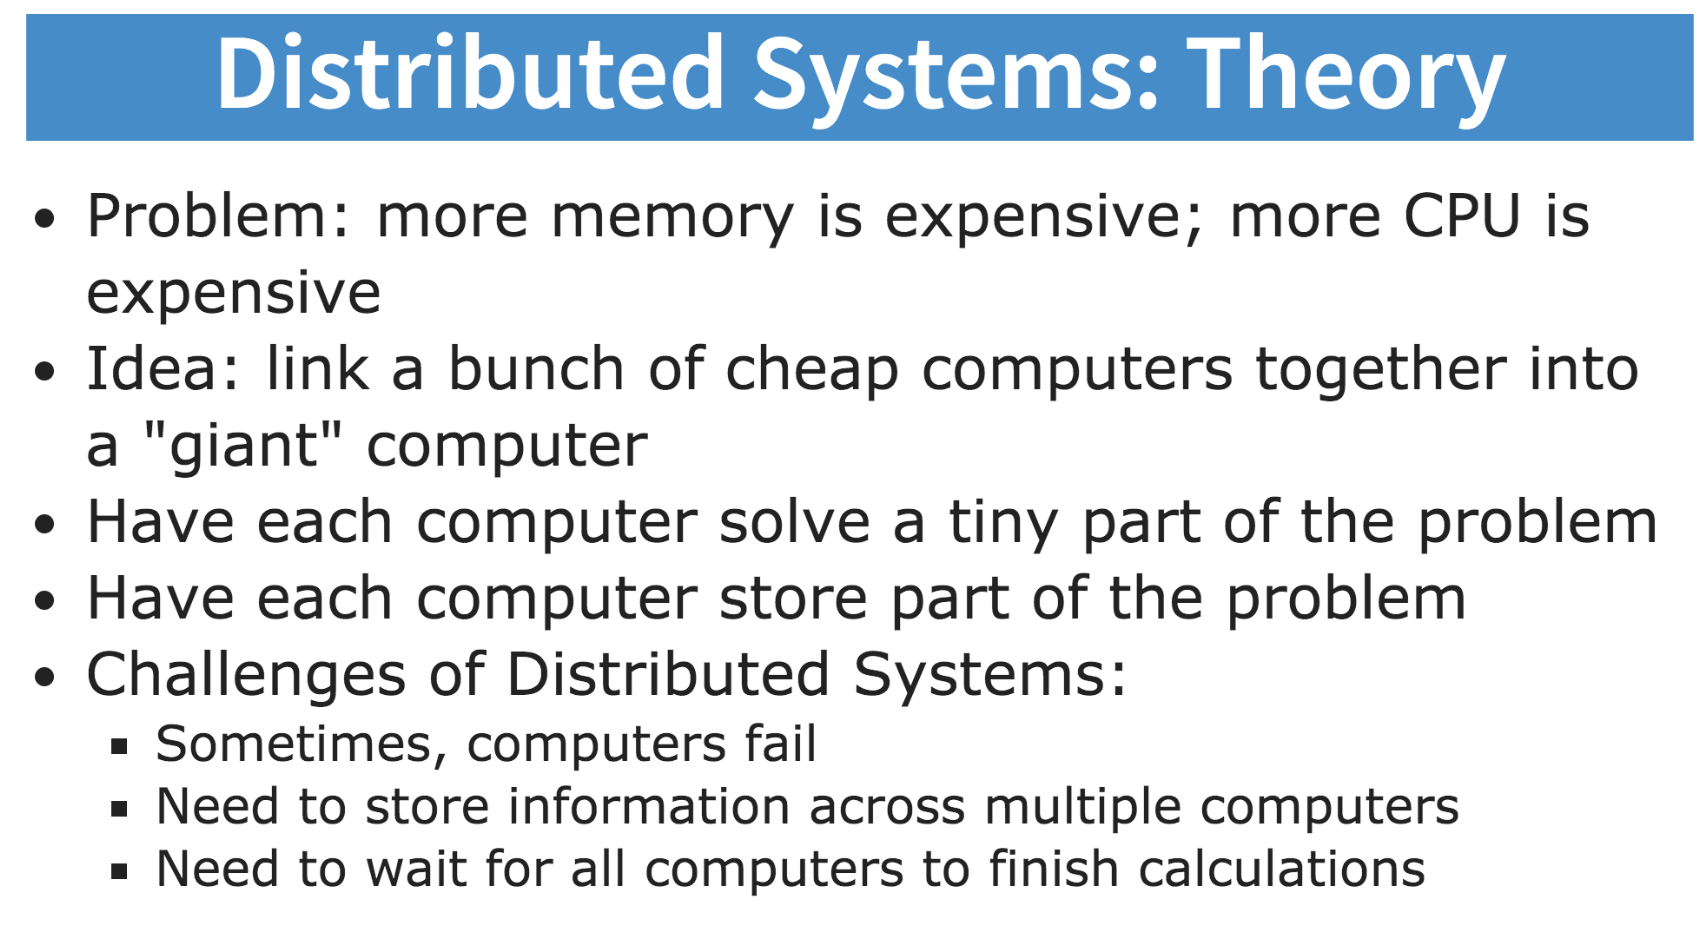 Distributed Systems: Theory
• Problem: more memory is expensive; more CPU is
expensive
• Idea: link a bunch of cheap computers together into
a "giant" computer
• Have each computer solve a tiny part of the problem
• Have each computer store part of the problem
• Challenges of Distributed Systems:
▪ Sometimes, computers fail
▪ Need to store information across multiple computers
▪ Need to wait for all computers to finish calculations